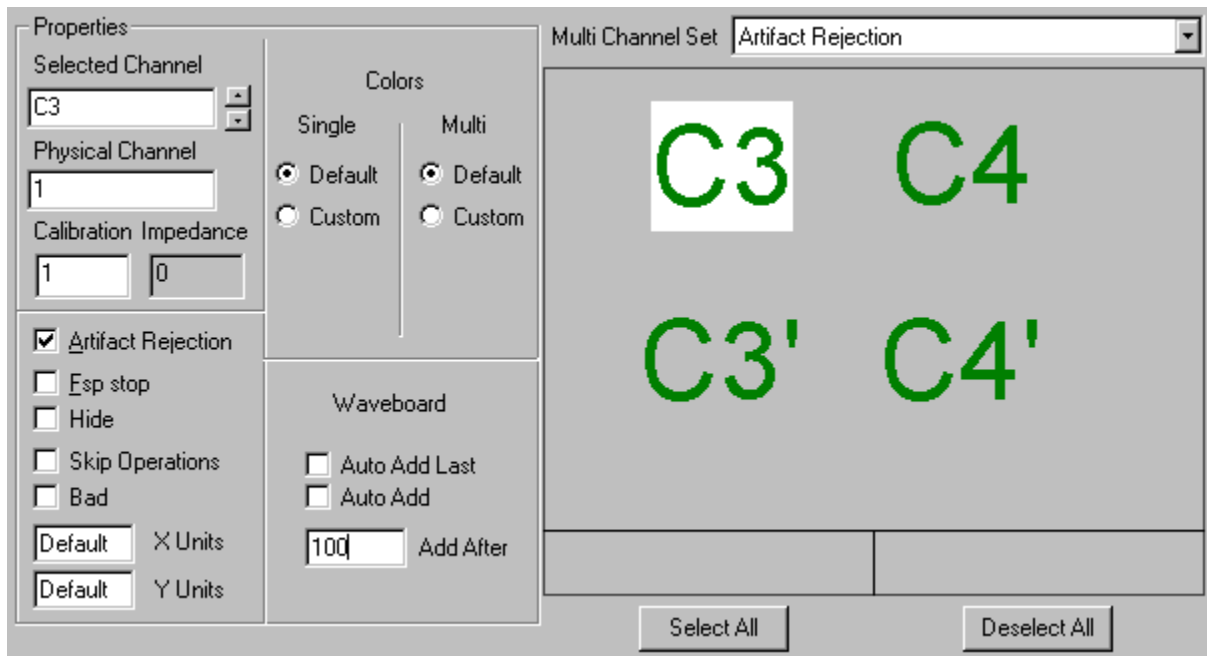 Properties
Selected Channel
C3
Physical Channel
1
Calibration Impedance
1 0
Colors
Single Multi
Default Default
Custom Custom
Artifact Rejection
Fsp stop
Hide
Skip Operations
Bad
Default X Units
Default Y Units
Waveboard
Auto Add Last
Auto Add
100 Add After
Multi Channel Set Artifact Rejection
C3 C4
C3' C4'
Select All Deselect All